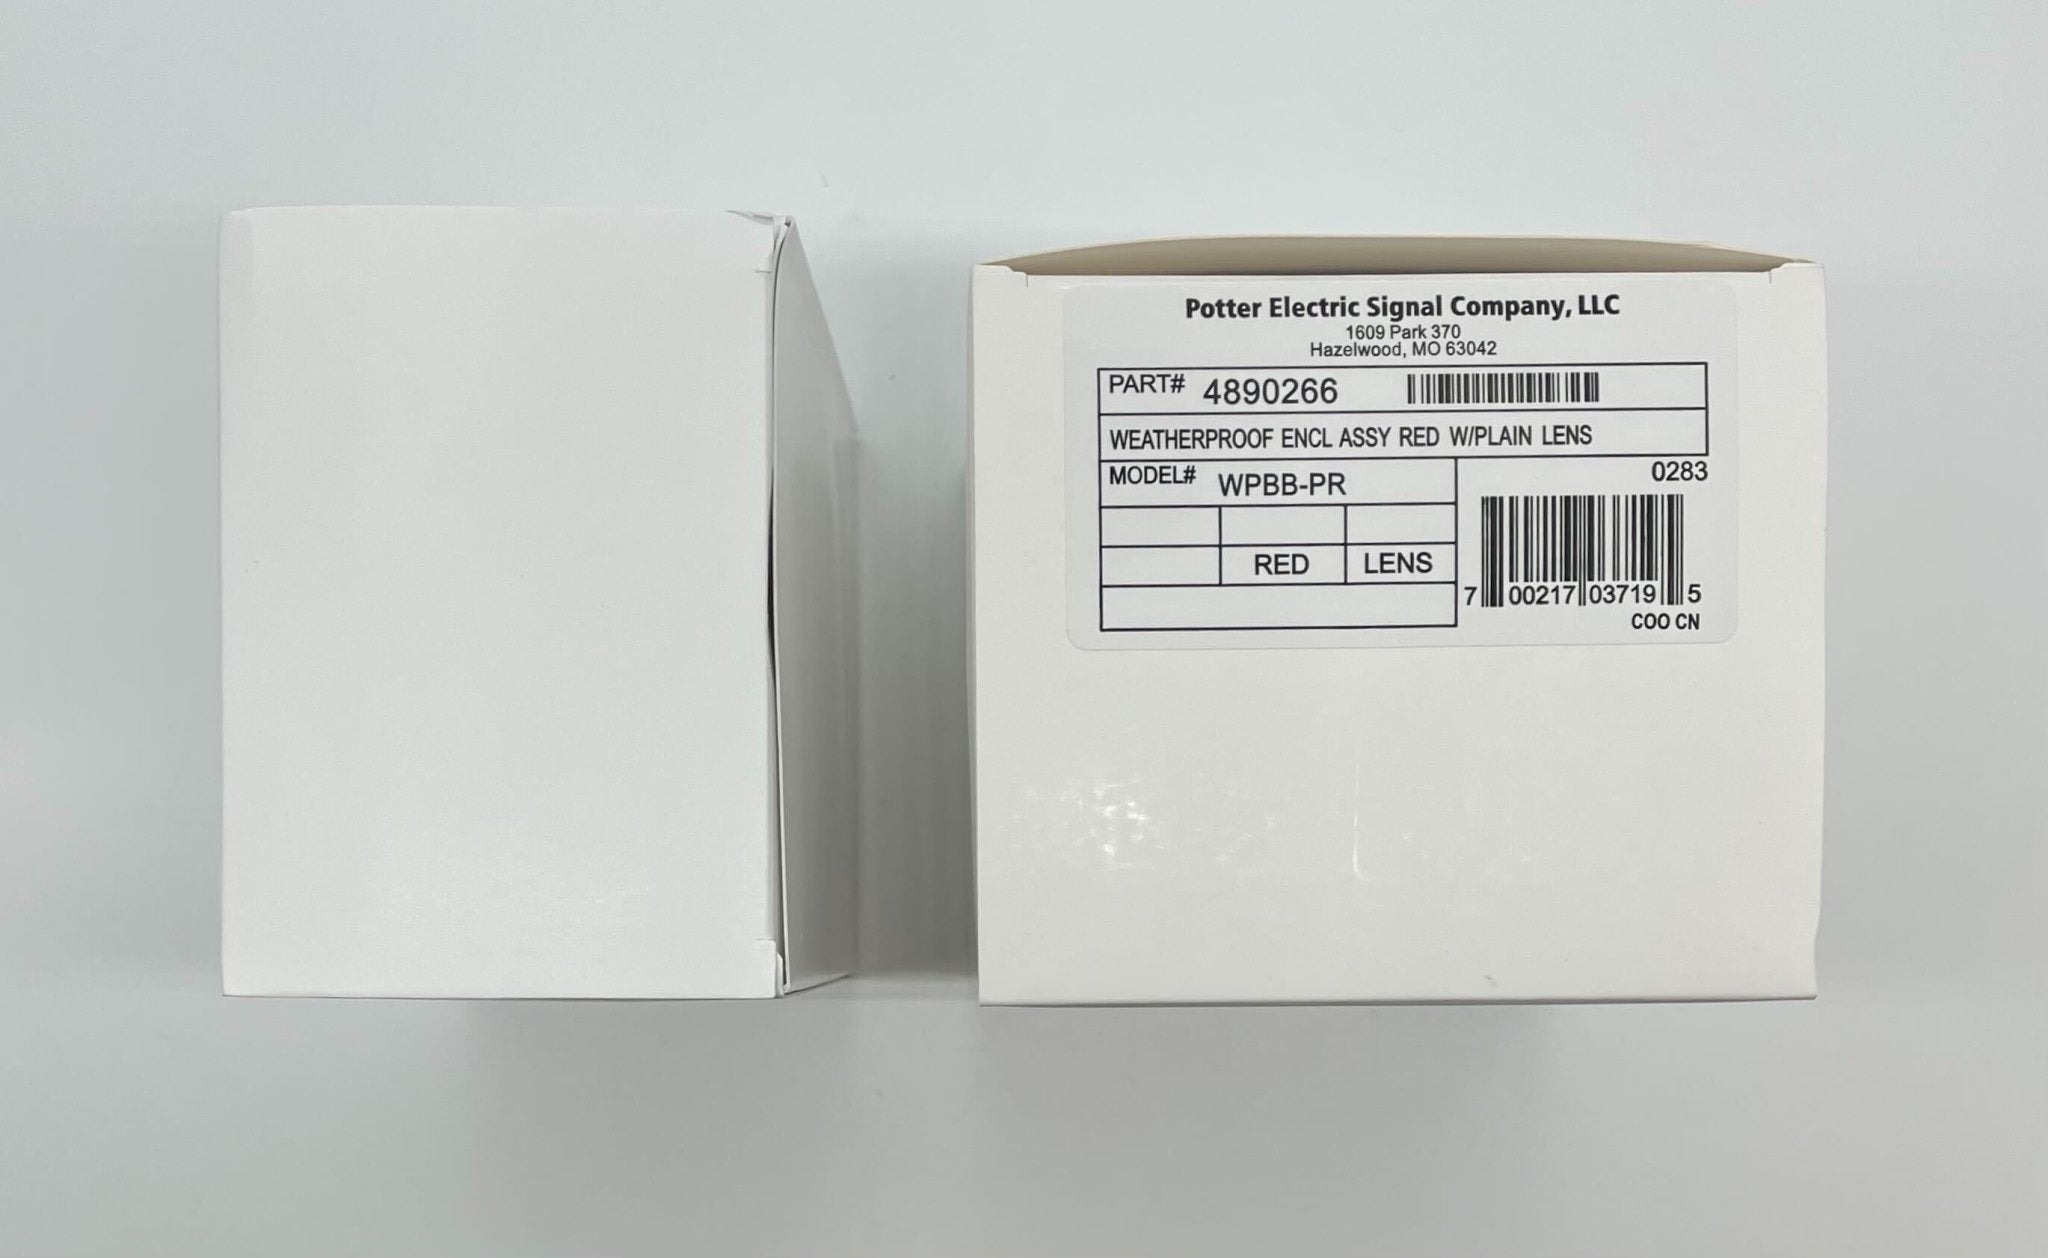 Potter Electric Signal Company, LLC
1609 Park 370
Hazelwood, MO 63042
PART# 4890266
WEATHERPROOF ENCL ASSY RED W/PLAIN LENS
MODEL# WPBB-PR
0283
RED LENS
7 00217 03719 5
COO CN